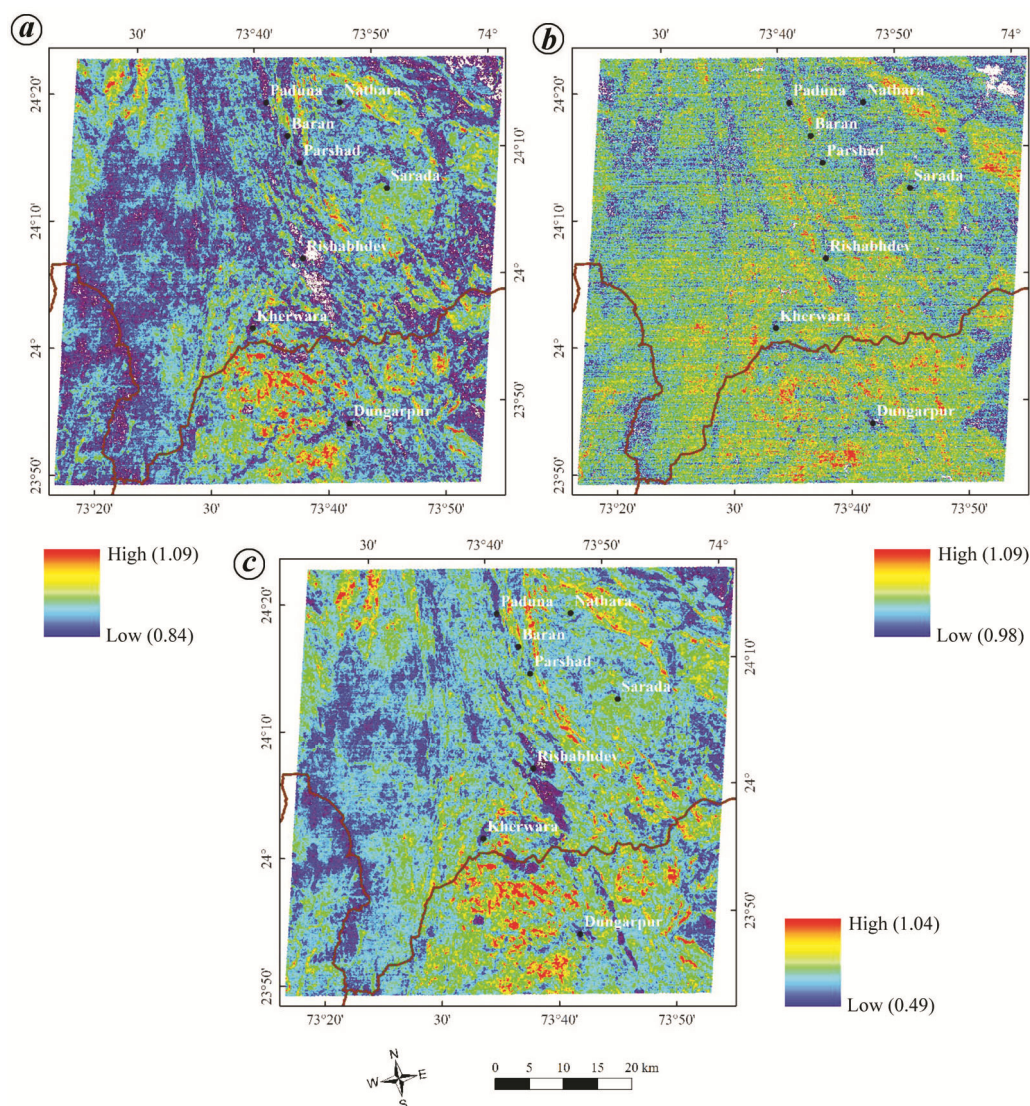 a
30' 73°40' 73°50' 74°
24°20' 24°10' 24° 23°50'
Paduna
Nathara
Baran
Parshad
Sarada
Rishabhdev
Kherwara
Dungarpur
24°10' 24° 23°50'
73°20' 30' 73°40' 73°50'
b
30' 73°40' 73°50' 74°
24°20' 24°10' 24° 23°50'
Paduna
Nathara
Baran
Parshad
Sarada
Rishabhdev
Kherwara
Dungarpur
24°10' 24° 23°50'
73°20' 30' 73°40' 73°50'
High (1.09)
Low (0.84)
High (1.09)
Low (0.98)
c
30' 73°40' 73°50' 74°
24°20' 24°10' 24° 23°50'
Paduna
Nathara
Baran
Parshad
Sarada
Rishabhdev
Kherwara
Dungarpur
24°10' 24° 23°50'
73°20' 30' 73°40' 73°50'
High (1.04)
Low (0.49)
N
W E
S
0 5 10 15 20 km